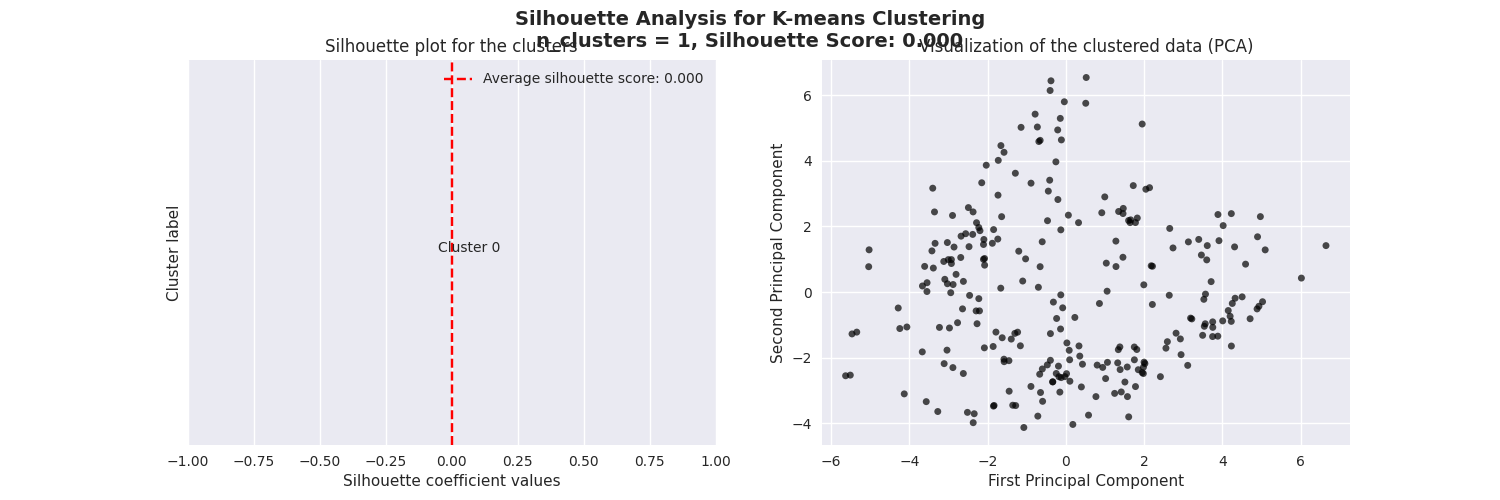 Silhouette Analysis for K-means Clustering
n_clusters = 1, Silhouette Score: 0.000
Silhouette plot for the clusters
Average silhouette score: 0.000
Cluster 0
Cluster label
−1.00 −0.75 −0.50 −0.25 0.00 0.25 0.50 0.75 1.00
Silhouette coefficient values
Visualization of the clustered data (PCA)
6
4
2
0
−2
−4
Second Principal Component
−6 −4 −2 0 2 4 6
First Principal Component